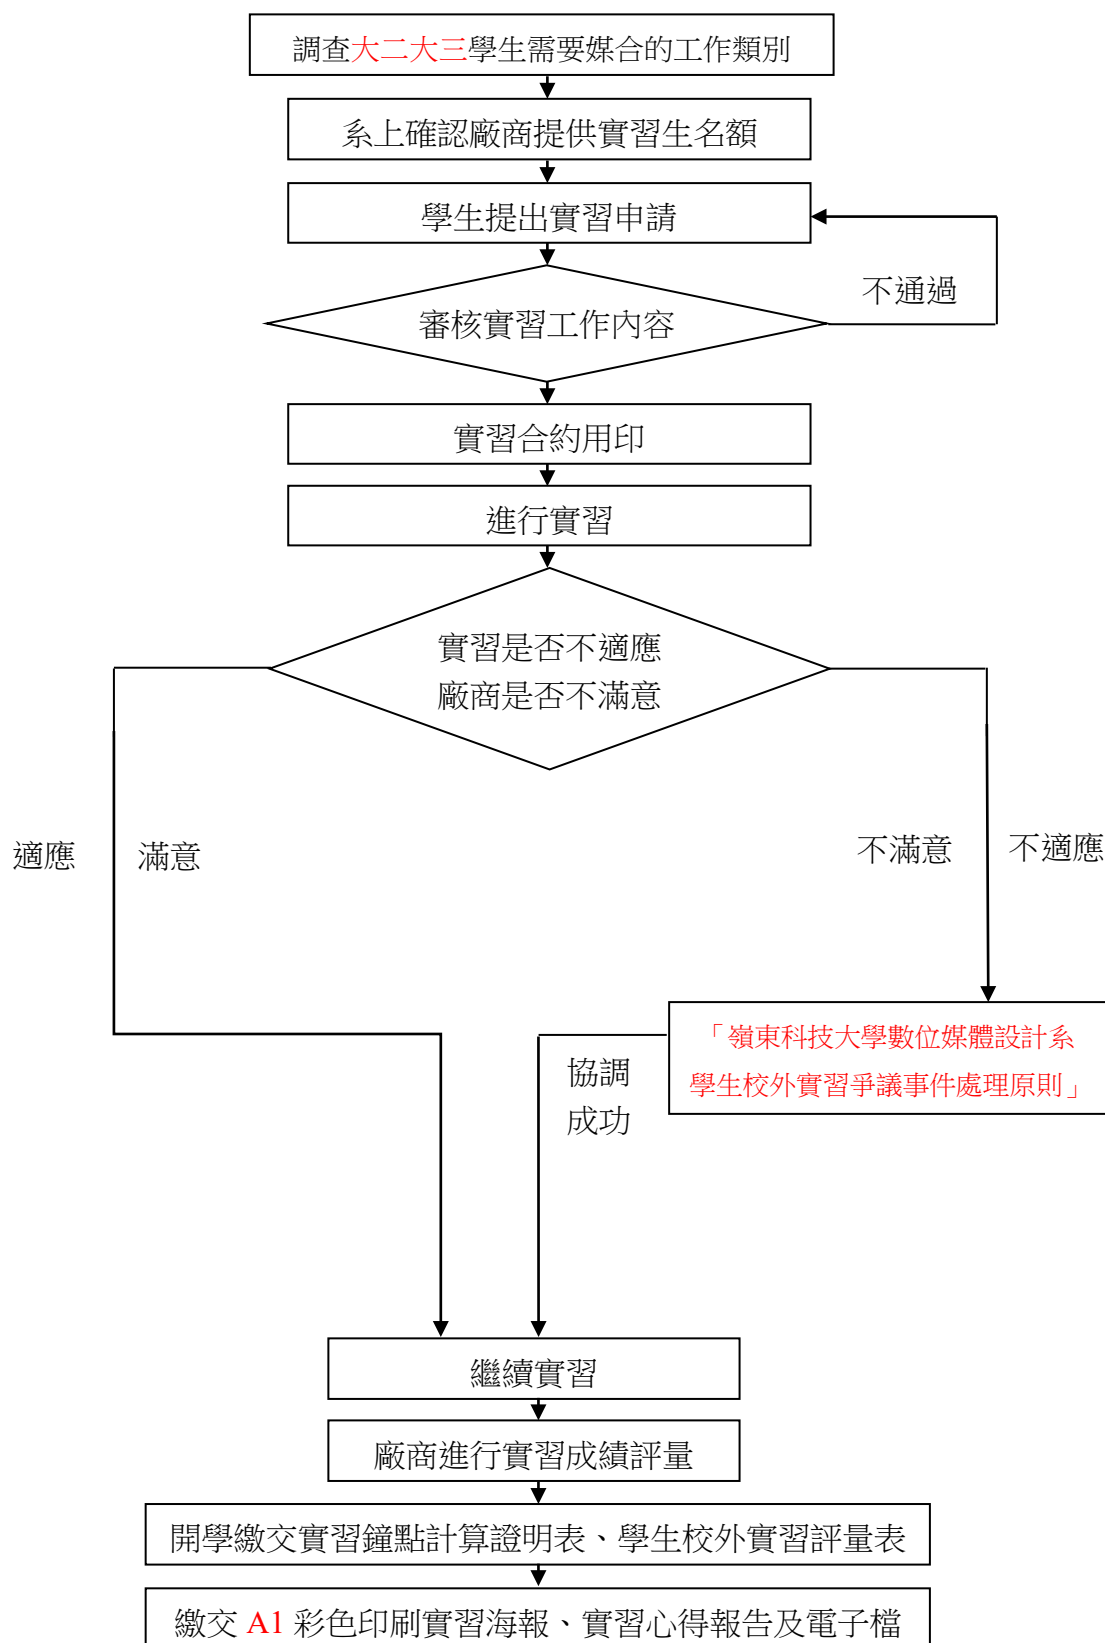 調查大二大三學生需要媒合的工作類別
系上確認廠商提供實習生名額
學生提出實習申請
不通過
審核實習工作內容
實習合約用印
進行實習
實習是否不適應
廠商是否不滿意
適應
滿意
不滿意
不適應
「嶺東科技大學數位媒體設計系
學生校外實習爭議事件處理原則」
協調
成功
繼續實習
廠商進行實習成績評量
開學繳交實習鐘點計算證明表、學生校外實習評量表
繳交 A1 彩色印刷實習海報、實習心得報告及電子檔